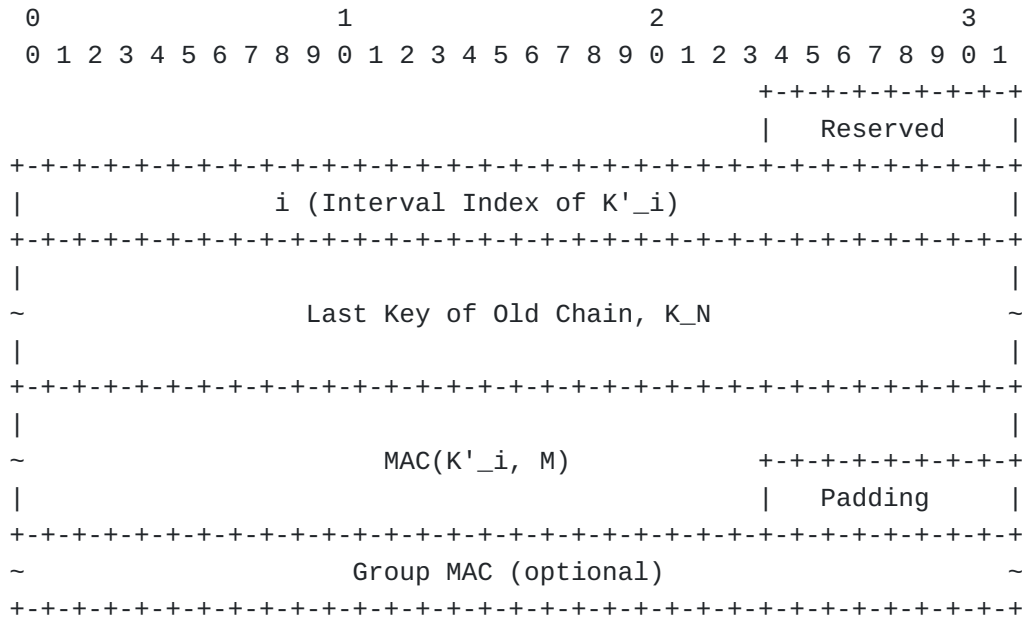 0                   1                   2                   3
 0 1 2 3 4 5 6 7 8 9 0 1 2 3 4 5 6 7 8 9 0 1 2 3 4 5 6 7 8 9 0 1
                                                +-+-+-+-+-+-+-+-+
                                                |   Reserved    |
+-+-+-+-+-+-+-+-+-+-+-+-+-+-+-+-+-+-+-+-+-+-+-+-+-+-+-+-+-+-+-+-+
|                i (Interval Index of K'_i)                     |
+-+-+-+-+-+-+-+-+-+-+-+-+-+-+-+-+-+-+-+-+-+-+-+-+-+-+-+-+-+-+-+-+
|                                                               |
~                  Last Key of Old Chain, K_N                   ~
|                                                               |
+-+-+-+-+-+-+-+-+-+-+-+-+-+-+-+-+-+-+-+-+-+-+-+-+-+-+-+-+-+-+-+-+
|                                                               |
~                       MAC(K'_i, M)            +-+-+-+-+-+-+-+-+
|                                               |   Padding     |
+-+-+-+-+-+-+-+-+-+-+-+-+-+-+-+-+-+-+-+-+-+-+-+-+-+-+-+-+-+-+-+-+
~                     Group MAC (optional)                      ~
+-+-+-+-+-+-+-+-+-+-+-+-+-+-+-+-+-+-+-+-+-+-+-+-+-+-+-+-+-+-+-+-+